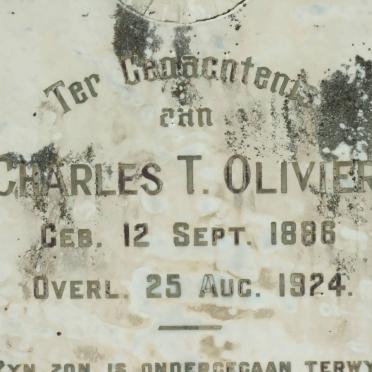 Ter Gedachtenis
aan
CHARLES T. OLIVIER
GEB. 12 SEPT. 1886
OVERL. 25 AUG. 1924.
ZYN ZON IS ONDERGEGAAN TERWY